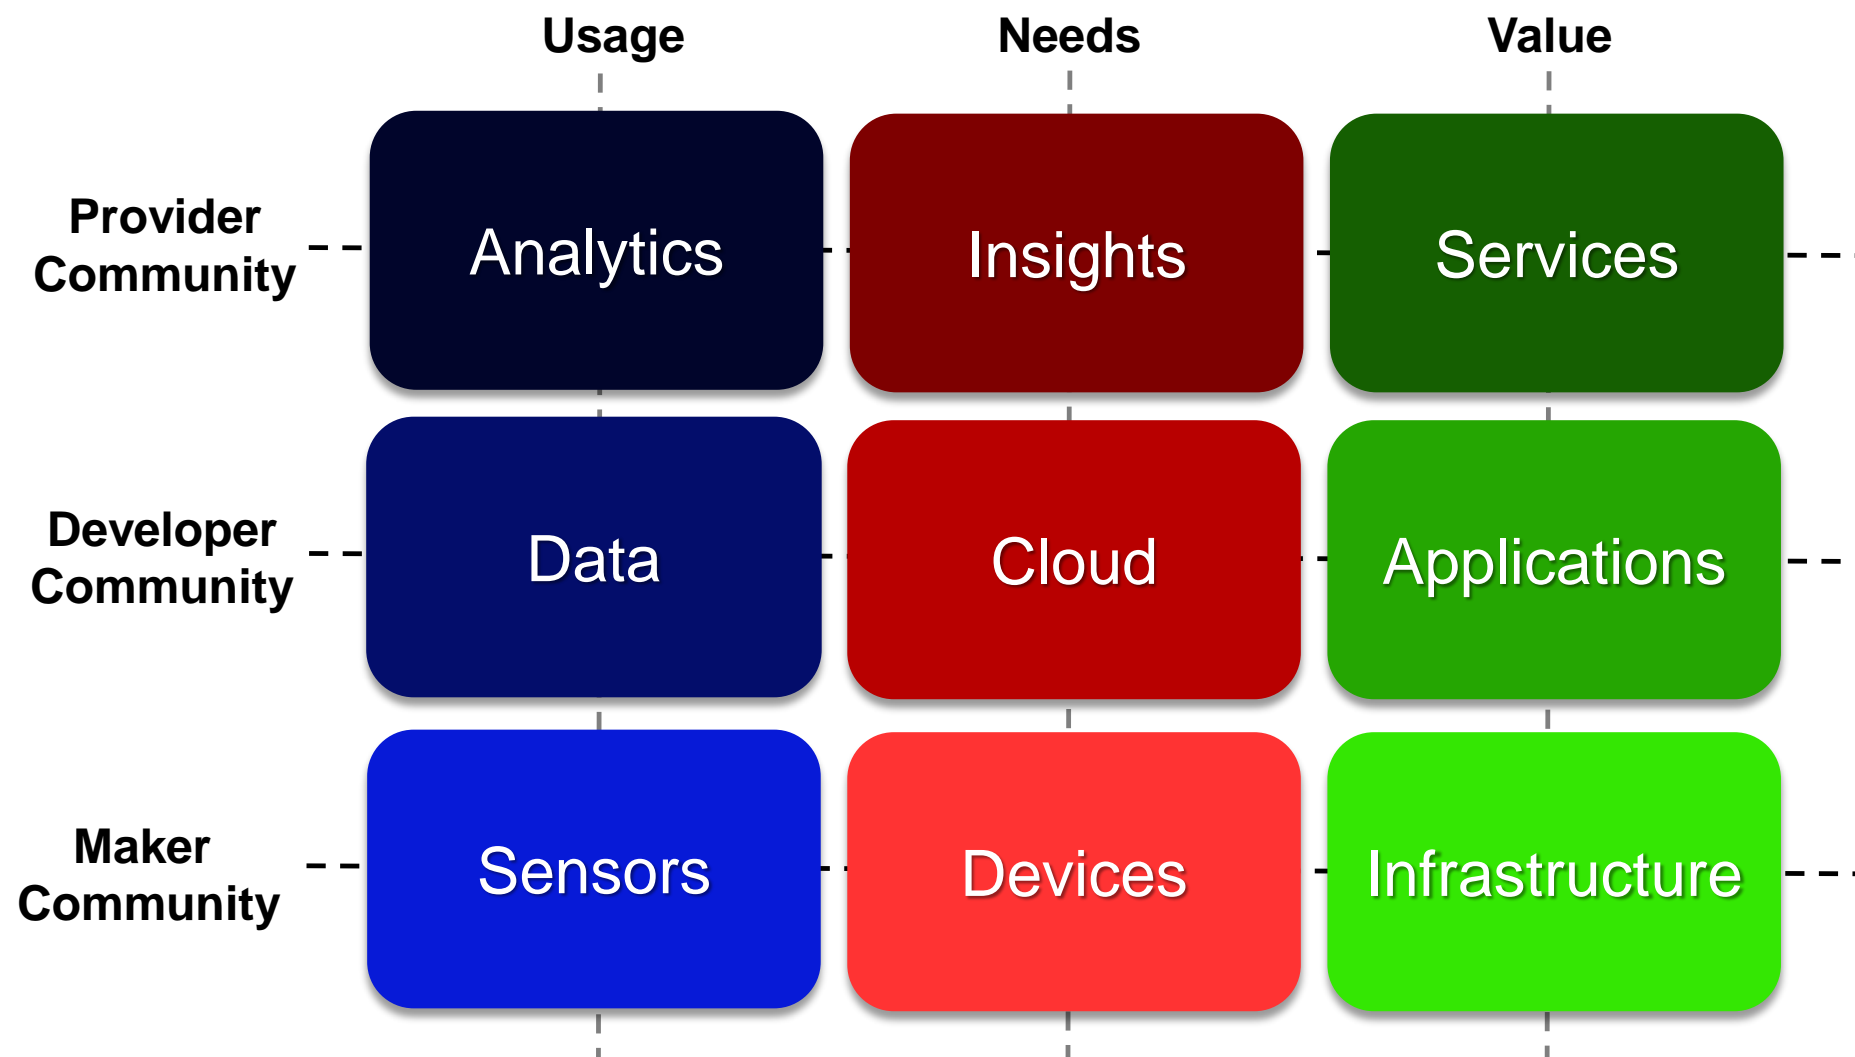 Usage
Needs
Value
Provider
Community
Analytics
Insights
Services
Developer
Community
Data
Cloud
Applications
Maker
Community
Sensors
Devices
Infrastructure